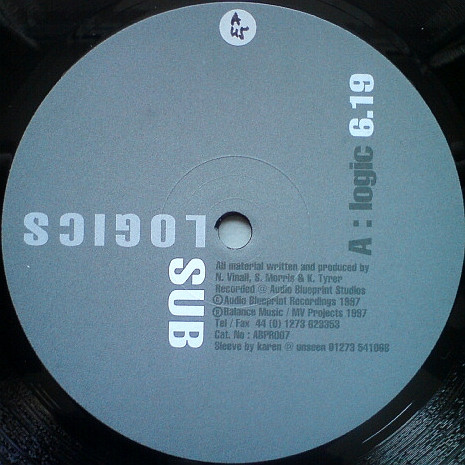 A
45
A : logic 6.19
SUB
LOGICS
All material written and produced by
N. Vinall, S. Morris & K. Tyrer
Recorded @ Audio Blueprint Studios
©Audio Blueprint Recordings 1997
Ⓟ Balance Music / MV Projects 1997
Tel / Fax 44 (0) 1273 623353
Cat. No : ABPR007
Sleeve by karen @ unseen 01273 541066